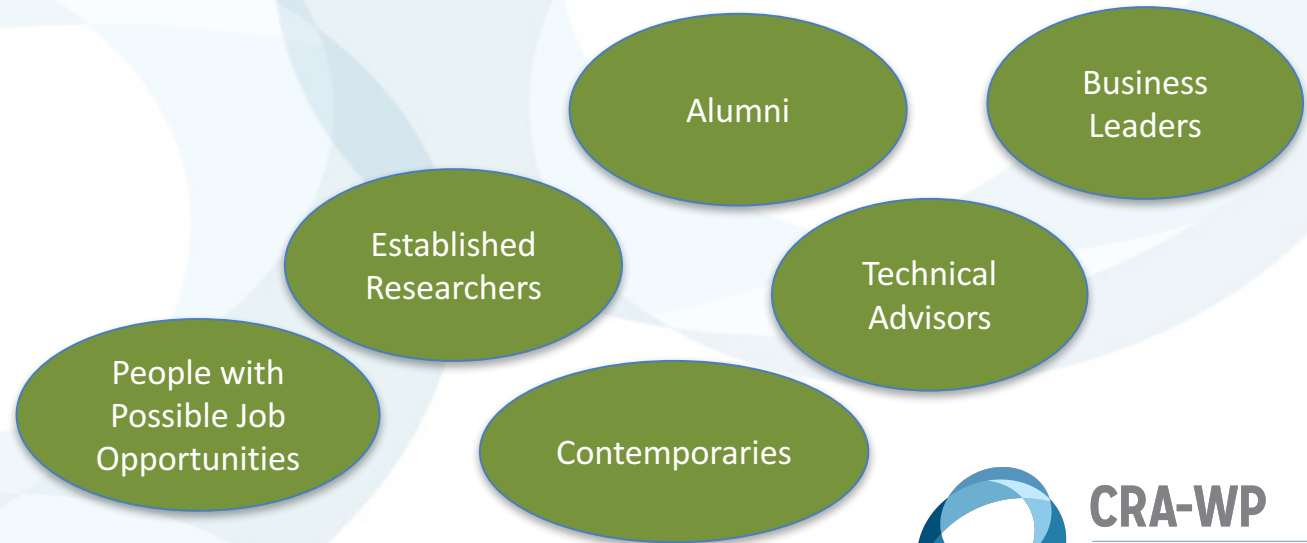 Alumni
Business
Leaders
Established
Researchers
Technical
Advisors
People with
Possible Job
Opportunities
Contemporaries
CRA-WP